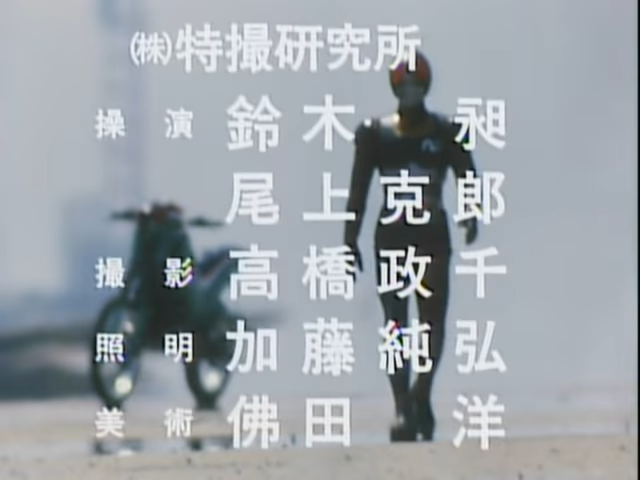 ㈱特撮研究所
操演 鈴木 昶
尾上克郎
撮影 高橋政千
照明 加藤純弘
美術 佛田 洋